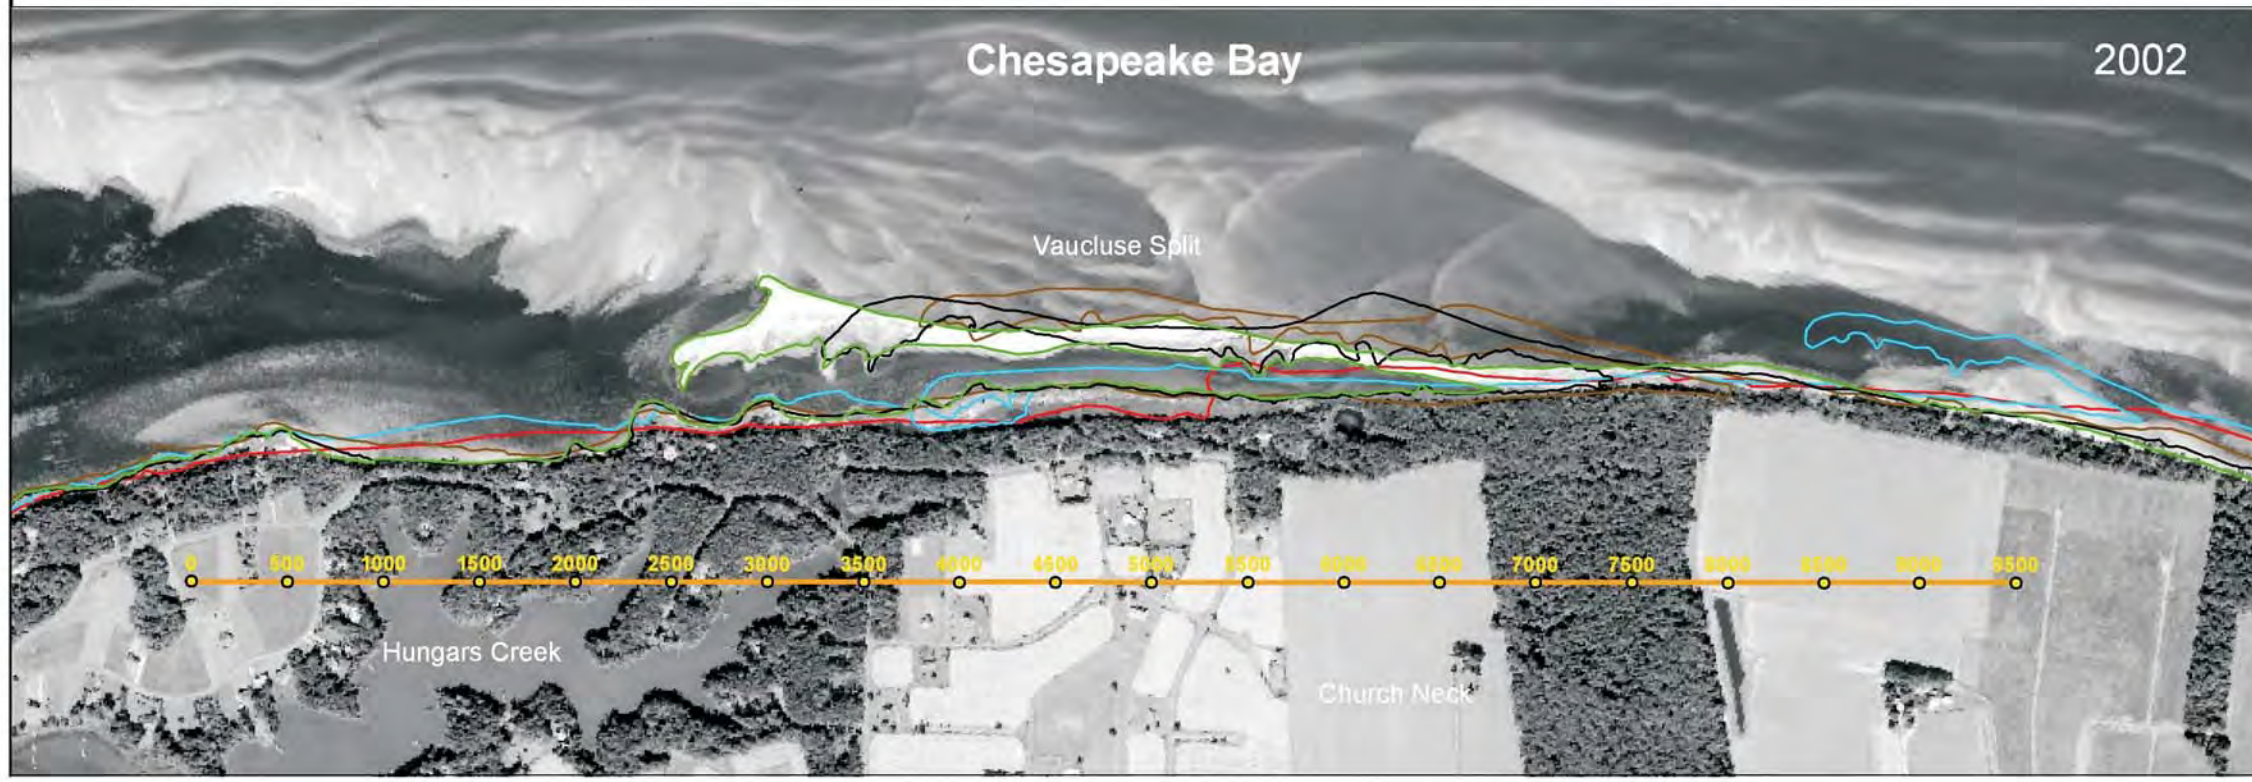 Chesapeake Bay
2002
Vaucluse Split
0 500 1000 1500 2000 2500 3000 3500 4000 4500 5000 5500 6000 6500 7000 7500 8000 8500 9000 9500
Hungars Creek
Church Neck